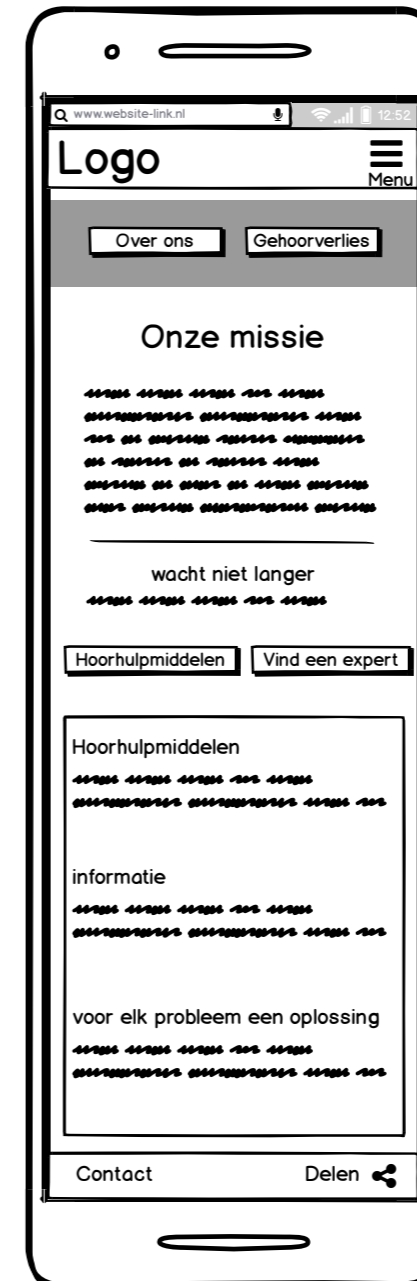 www.website-link.nl
12:52
Logo
Menu
Over ons
Gehoorverlies
Onze missie
wacht niet langer
Hoorhulpmiddelen
Vind een expert
Hoorhulpmiddelen
informatie
voor elk probleem een oplossing
Contact
Delen